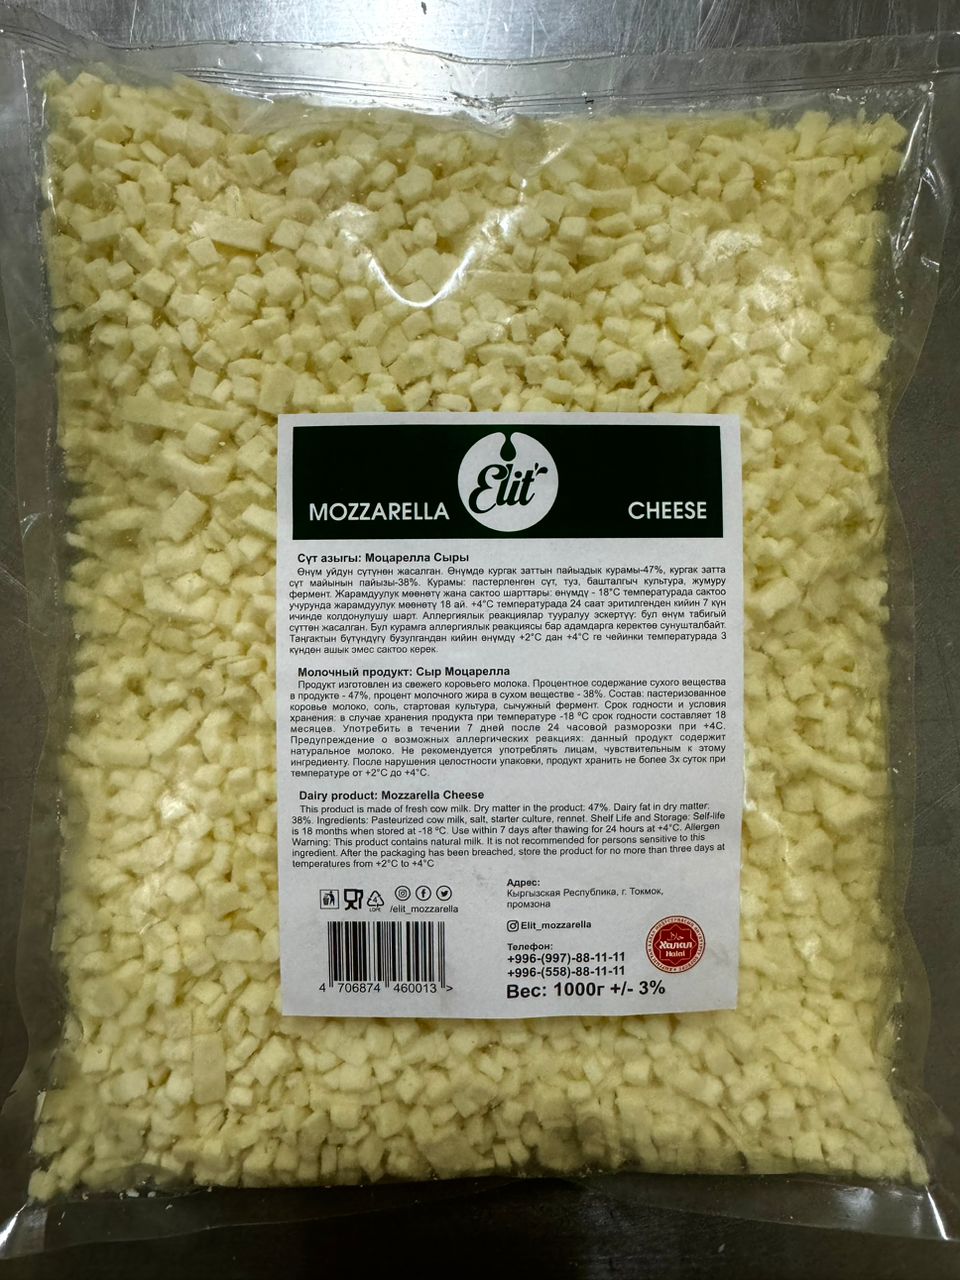 MOZZARELLA Elit CHEESE
Сүт азыгы: Моцарелла Сыры
Өнүм уйдун сүтүнөн жасалган. Өнүмдө кургак заттын пайыздык курамы-47%, кургак затта
сүт майынын пайызы-38%. Курамы: пастерленген сүт, туз, башталгыч культура, жумуру
фермент. Жарамдуулук мөөнөтү жана сактоо шарттары: өнүмдү - 18°C температурада сактоо
учурунда жарамдуулук мөөнөтү 18 ай. +4°C температурада 24 саат эритилгенден кийин 7 күн
ичинде колдонулушу шарт. Аллергиялык реакциялар тууралуу эскертүү: бул өнүм табигый
сүттөн жасалган. Бул курамга аллергиялык реакциясы бар адамдарга керектөө сунушталбайт.
Таңгактын бүтүндүгү бузулгандан кийин өнүмдү +2°C дан +4°C ге чейинки температурада 3
күндөн ашык эмес сактоо керек.
Молочный продукт: Сыр Моцарелла
Продукт изготовлен из свежего коровьего молока. Процентное содержание сухого вещества
в продукте - 47%, процент молочного жира в сухом веществе - 38%. Состав: пастеризованное
коровье молоко, соль, стартовая культура, сычужный фермент. Срок годности и условия
хранения: в случае хранения продукта при температуре -18 ºC срок годности составляет 18
месяцев. Употребить в течении 7 дней после 24 часовой разморозки при +4C.
Предупреждение о возможных аллергических реакциях: данный продукт содержит
натуральное молоко. Не рекомендуется употреблять лицам, чувствительным к этому
ингредиенту. После нарушения целостности упаковки, продукт хранить не более 3х суток при
температуре от +2°C до +4°C.
Dairy product: Mozzarella Cheese
This product is made of fresh cow milk. Dry matter in the product: 47%. Dairy fat in dry matter:
38%. Ingredients: Pasteurized cow milk, salt, starter culture, rennet. Shelf Life and Storage: Self-life
is 18 months when stored at -18 ºC. Use within 7 days after thawing for 24 hours at +4°C. Allergen
Warning: This product contains natural milk. It is not recommended for persons sensitive to this
ingredient. After the packaging has been breached, store the product for no more than three days at
temperatures from +2°C to +4°C
4
LDPE
/elit_mozzarella
4 706874 460013 >
Адрес:
Кыргызская Республика, г. Токмок,
промзона
Elit_mozzarella
Телефон:
+996-(997)-88-11-11
+996-(558)-88-11-11
Вес: 1000г +/- 3%
حلال
Халал
Halal